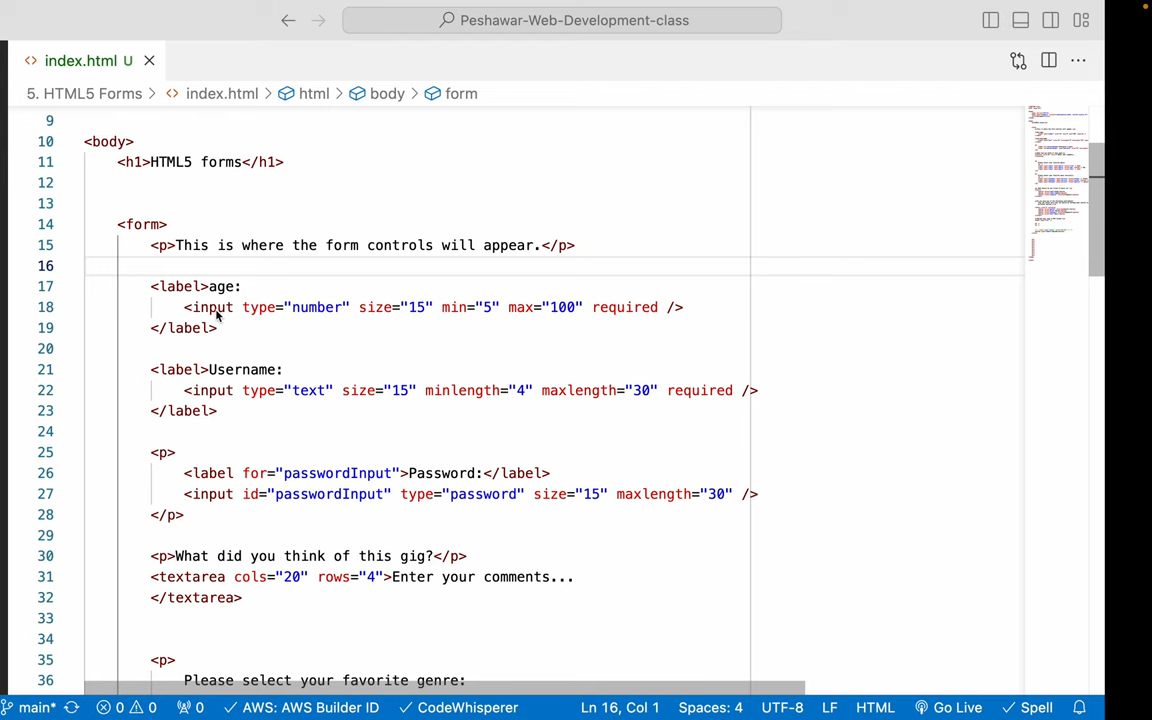 Peshawar-Web-Development-class
index.html U
5. HTML5 Forms > index.html > html > body > form
9
10 <body>
11 <h1>HTML5 forms</h1>
12
13
14 <form>
15 <p>This is where the form controls will appear.</p>
16
17 <label>age:
18 <input type="number" size="15" min="5" max="100" required />
19 </label>
20
21 <label>Username:
22 <input type="text" size="15" minlength="4" maxlength="30" required />
23 </label>
24
25 <p>
26 <label for="passwordInput">Password:</label>
27 <input id="passwordInput" type="password" size="15" maxlength="30" />
28 </p>
29
30 <p>What did you think of this gig?</p>
31 <textarea cols="20" rows="4">Enter your comments...
32 </textarea>
33
34
35 <p>
36 Please select your favorite genre:
main* 0 0 0 AWS: AWS Builder ID CodeWhisperer Ln 16, Col 1 Spaces: 4 UTF-8 LF HTML Go Live Spell